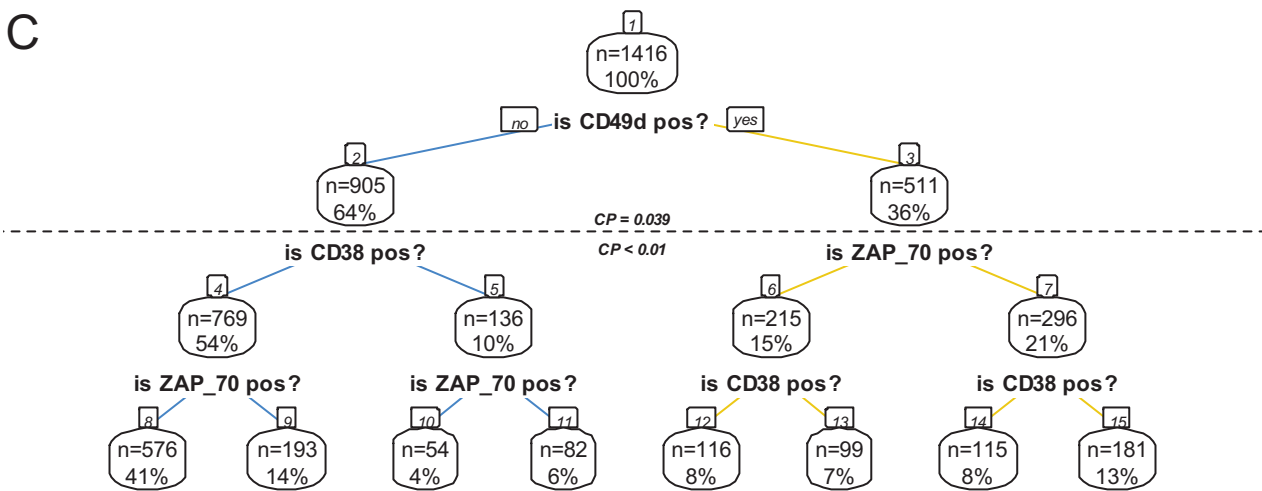 C
1
n=1416
100%
no is CD49d pos? yes
2 3
n=905 n=511
64% 36%
CP = 0.039
CP < 0.01
is CD38 pos? is ZAP_70 pos?
4 5 6 7
n=769 n=136 n=215 n=296
54% 10% 15% 21%
is ZAP_70 pos? is ZAP_70 pos? is CD38 pos? is CD38 pos?
8 9 10 11 12 13 14 15
n=576 n=193 n=54 n=82 n=116 n=99 n=115 n=181
41% 14% 4% 6% 8% 7% 8% 13%